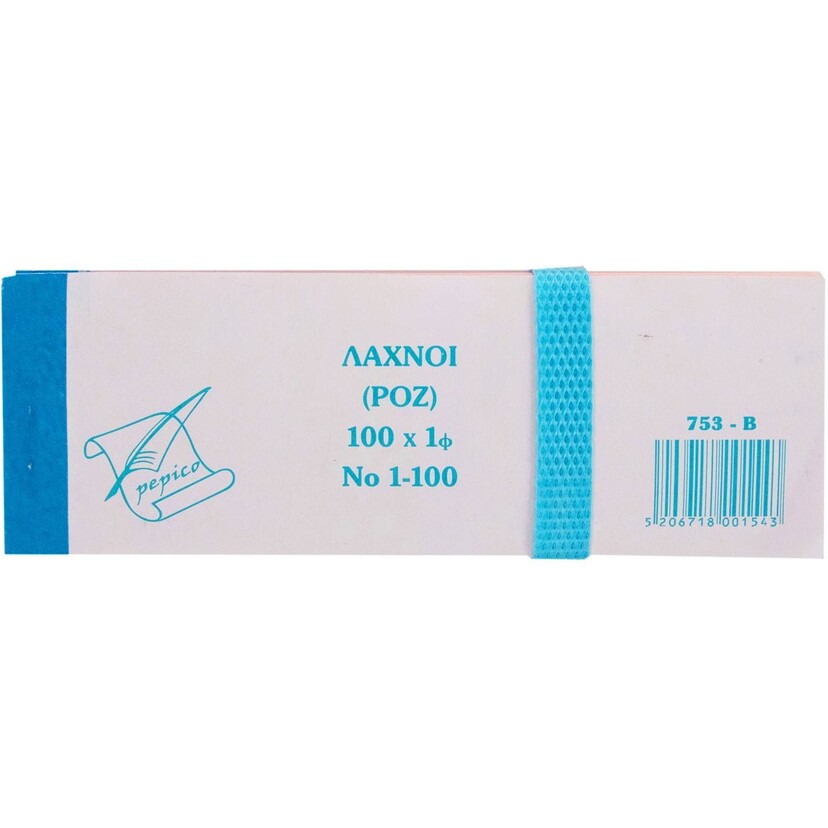 pepico
ΛΑΧΝΟΙ
(ΡΟΖ)
100 x 1φ
Νο 1-100
753 - Β
5 206718 001543